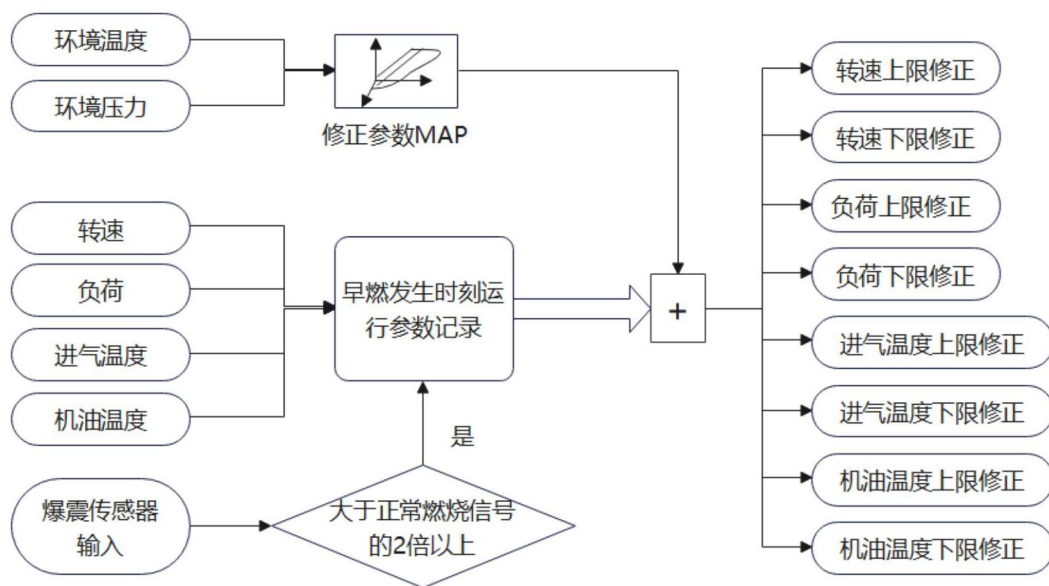 环境温度
环境压力
修正参数MAP
转速
负荷
进气温度
机油温度
爆震传感器
输入
大于正常燃烧信号
的2倍以上
是
早燃发生时刻运
行参数记录
+
转速上限修正
转速下限修正
负荷上限修正
负荷下限修正
进气温度上限修正
进气温度下限修正
机油温度上限修正
机油温度下限修正